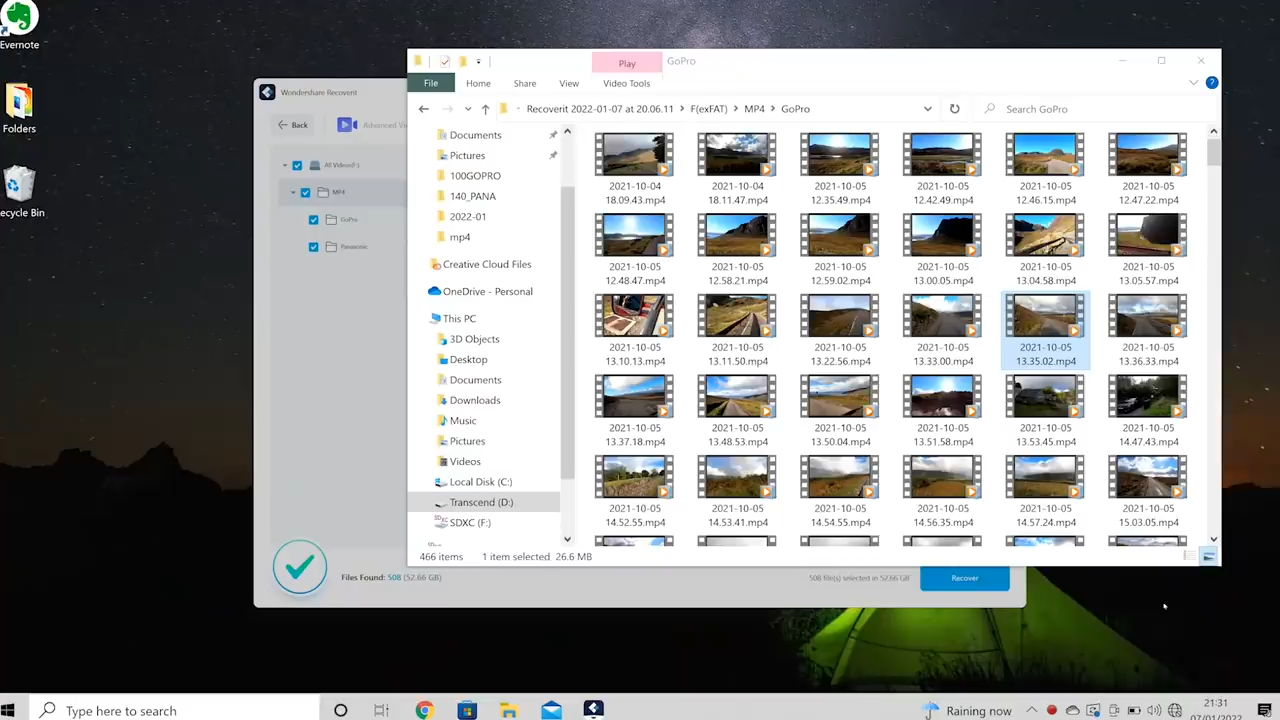 Evernote
Folders
ecycle Bin
Wondershare Recoverit
Back
Advanced Vi
All Videos(F:)
MP4
GoPro
Panasonic
Files Found: 508 (52.66 GB)
508 file(s) selected in 52.66 GB
Recover
Play
GoPro
File
Home
Share
View
Video Tools
Recoverit 2022-01-07 at 20.06.11 > F(exFAT) > MP4 > GoPro
Search GoPro
Documents
Pictures
100GOPRO
140_PANA
2022-01
mp4
Creative Cloud Files
OneDrive - Personal
This PC
3D Objects
Desktop
Documents
Downloads
Music
Pictures
Videos
Local Disk (C:)
Transcend (D:)
SDXC (F:)
2021-10-04 18.09.43.mp4
2021-10-04 18.11.47.mp4
2021-10-05 12.35.49.mp4
2021-10-05 12.42.49.mp4
2021-10-05 12.46.15.mp4
2021-10-05 12.47.22.mp4
2021-10-05 12.48.47.mp4
2021-10-05 12.58.21.mp4
2021-10-05 12.59.02.mp4
2021-10-05 13.00.05.mp4
2021-10-05 13.04.58.mp4
2021-10-05 13.05.57.mp4
2021-10-05 13.10.13.mp4
2021-10-05 13.11.50.mp4
2021-10-05 13.22.56.mp4
2021-10-05 13.33.00.mp4
2021-10-05 13.35.02.mp4
2021-10-05 13.36.33.mp4
2021-10-05 13.37.18.mp4
2021-10-05 13.48.53.mp4
2021-10-05 13.50.04.mp4
2021-10-05 13.51.58.mp4
2021-10-05 13.53.45.mp4
2021-10-05 14.47.43.mp4
2021-10-05 14.52.55.mp4
2021-10-05 14.53.41.mp4
2021-10-05 14.54.55.mp4
2021-10-05 14.56.35.mp4
2021-10-05 14.57.24.mp4
2021-10-05 15.03.05.mp4
466 items
1 item selected 26.6 MB
Type here to search
Raining now
21:31
07/01/2022